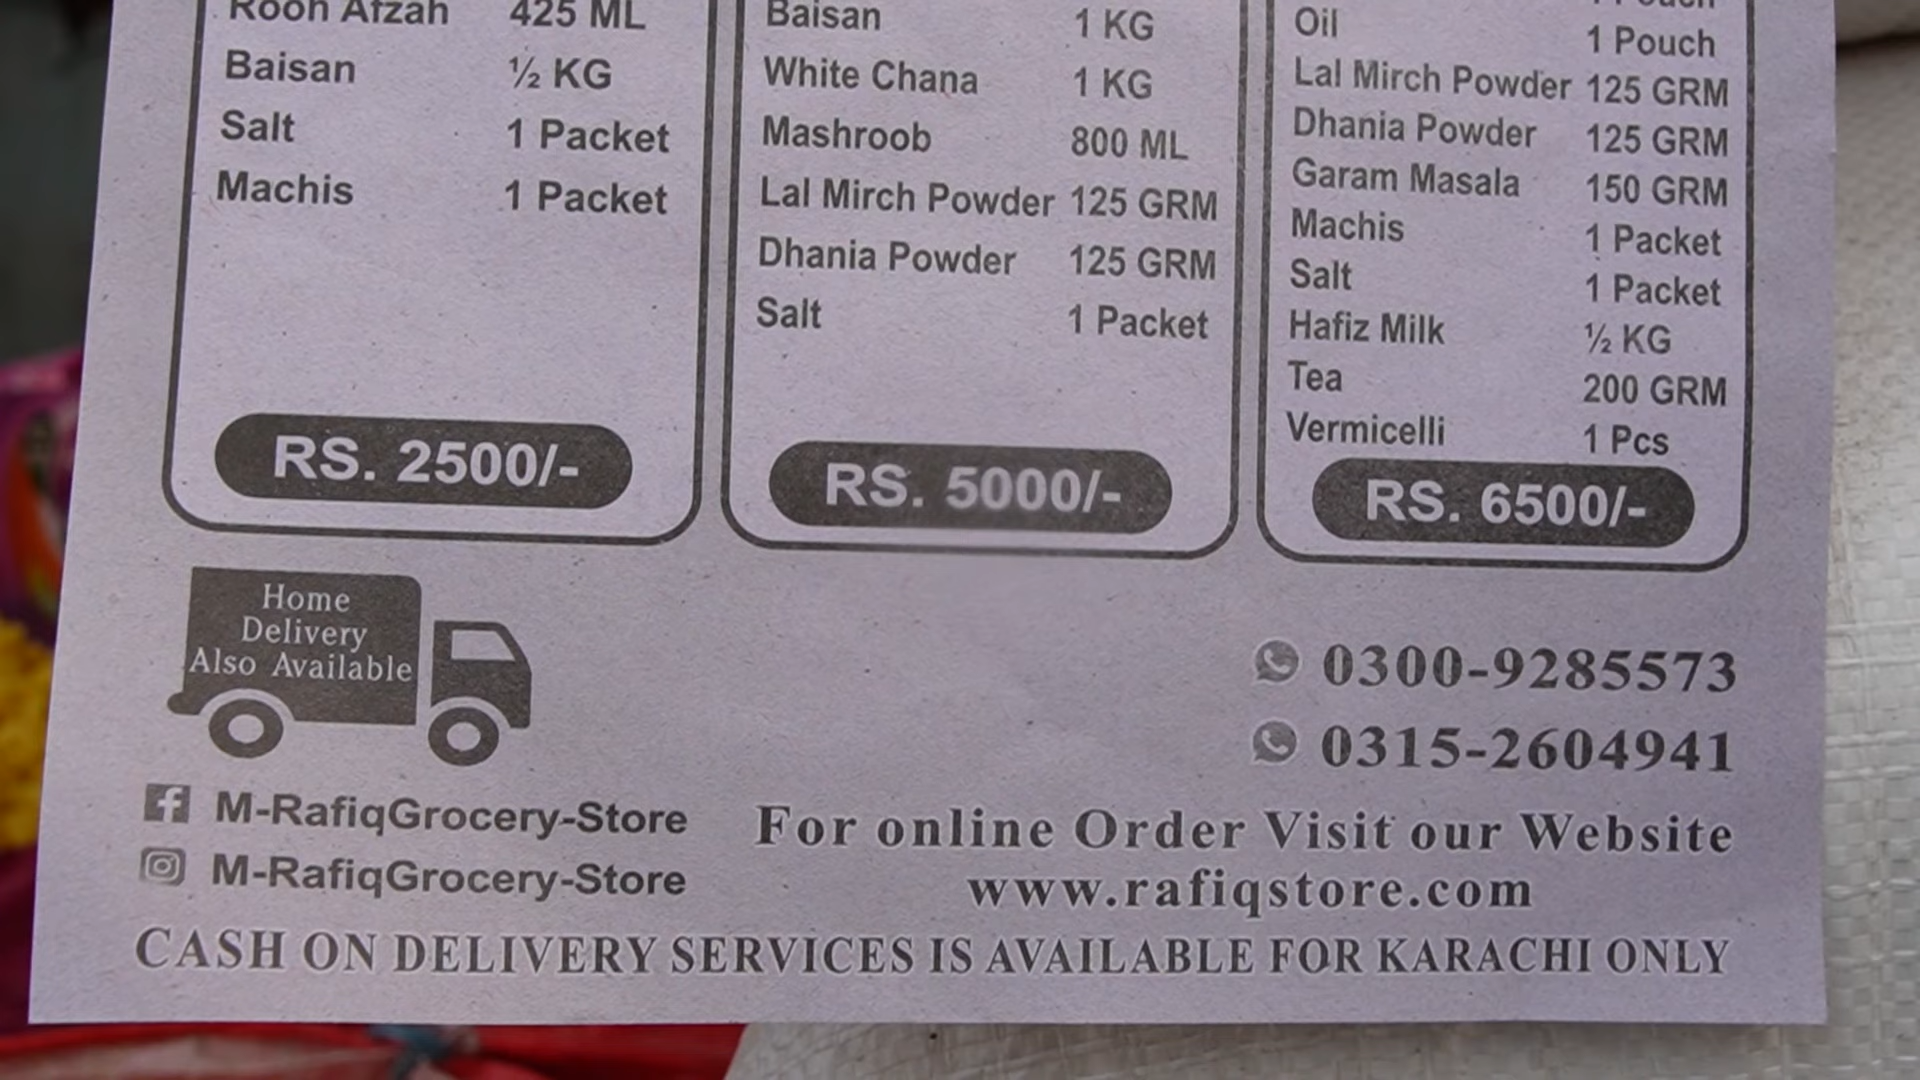 Rooh Afzah 425 ML
Baisan ½ KG
Salt 1 Packet
Machis 1 Packet
RS. 2500/-
Baisan 1 KG
White Chana 1 KG
Mashroob 800 ML
Lal Mirch Powder 125 GRM
Dhania Powder 125 GRM
Salt 1 Packet
RS. 5000/-
1 Pouch
Oil 1 Pouch
Lal Mirch Powder 125 GRM
Dhania Powder 125 GRM
Garam Masala 150 GRM
Machis 1 Packet
Salt 1 Packet
Hafiz Milk ½ KG
Tea 200 GRM
Vermicelli 1 Pcs
RS. 6500/-
Home
Delivery
Also Available
0300-9285573
0315-2604941
M-RafiqGrocery-Store
M-RafiqGrocery-Store
For online Order Visit our Website
www.rafiqstore.com
CASH ON DELIVERY SERVICES IS AVAILABLE FOR KARACHI ONLY